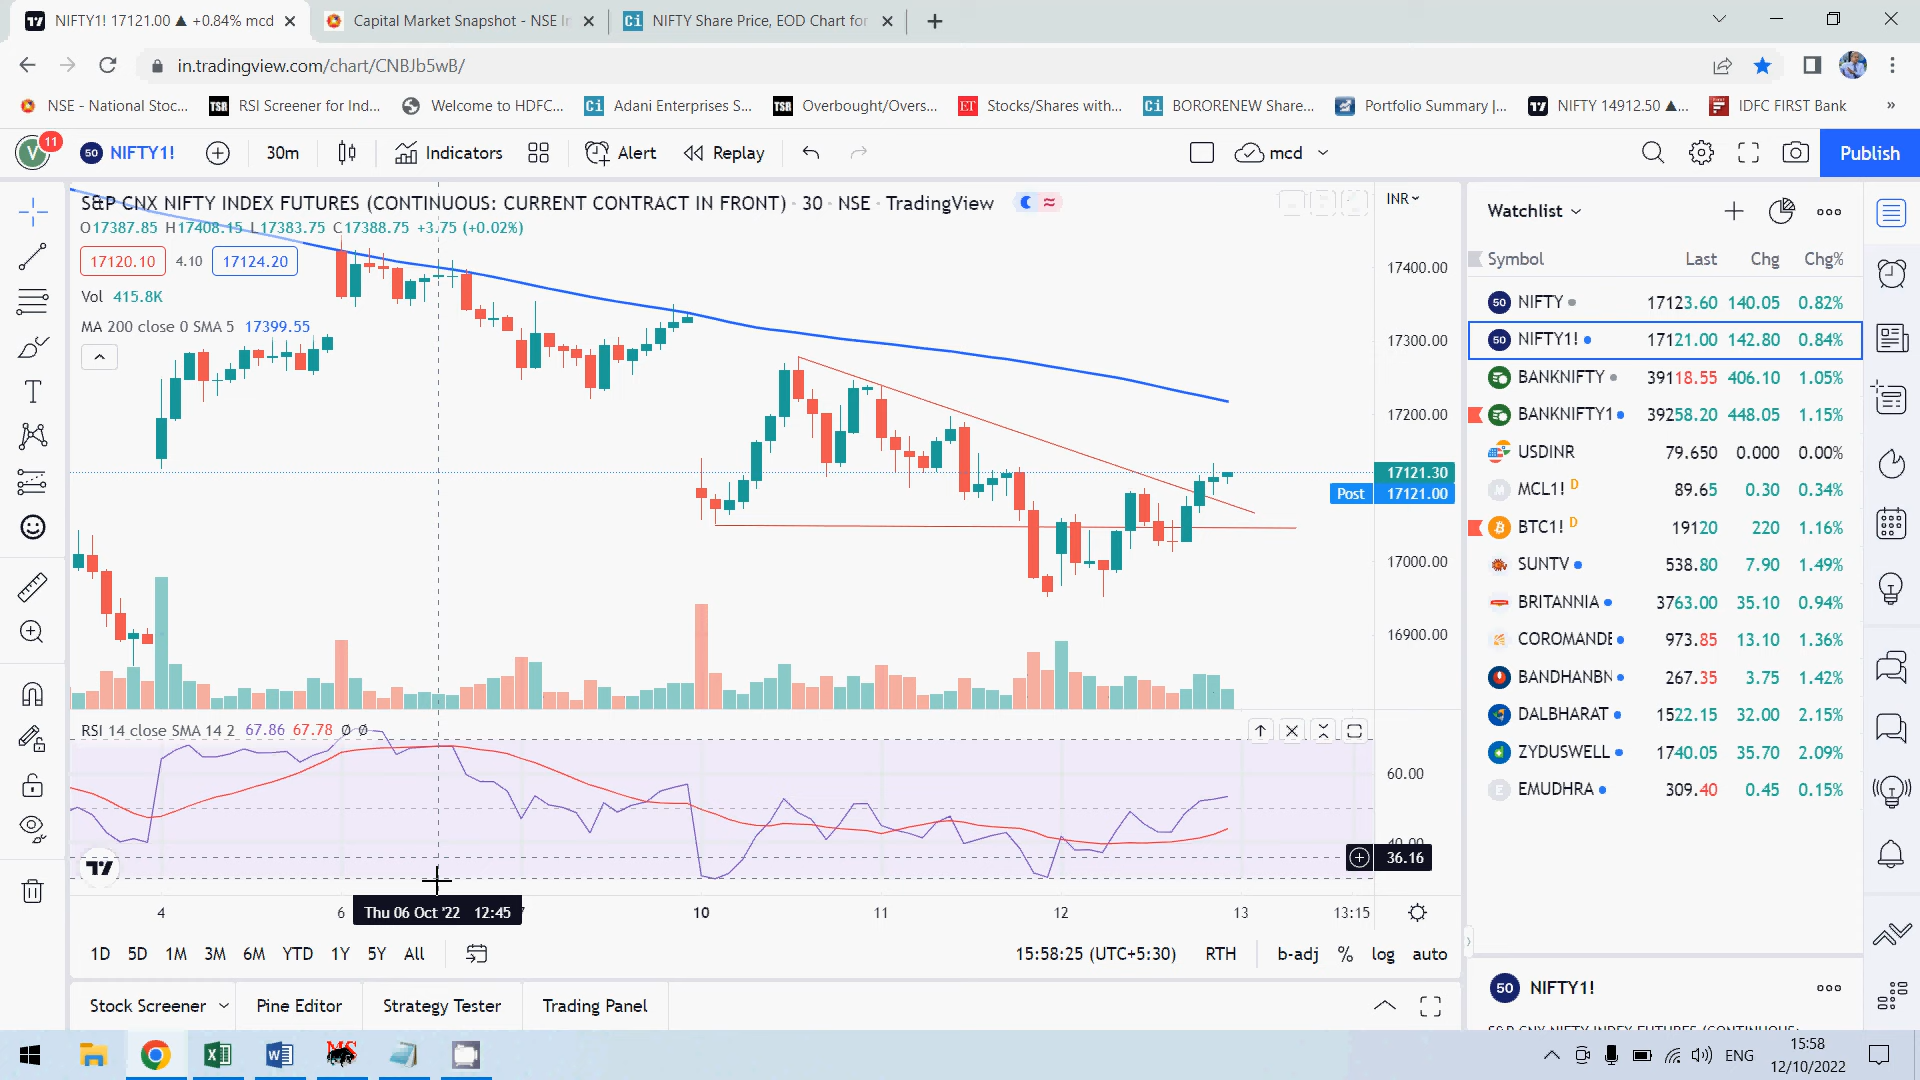 NIFTY1! 17121.00 ▲ +0.84% mcd
Capital Market Snapshot - NSE In
NIFTY Share Price, EOD Chart for
in.tradingview.com/chart/CNBJb5wB/
NSE - National Stoc...
RSI Screener for Ind...
Welcome to HDFC...
Adani Enterprises S...
Overbought/Overs...
Stocks/Shares with...
BORORENEW Share...
Portfolio Summary |...
NIFTY 14912.50 ▲...
IDFC FIRST Bank
»
V 11
50 NIFTY1!
30m
Indicators
Alert
Replay
mcd
Publish
S&P CNX NIFTY INDEX FUTURES (CONTINUOUS: CURRENT CONTRACT IN FRONT) · 30 · NSE · TradingView
O17387.85 H17408.15 L17383.75 C17388.75 +3.75 (+0.02%)
17120.10 4.10 17124.20
Vol 415.8K
MA 200 close 0 SMA 5 17399.55
INR
17400.00
17300.00
17200.00
17121.30
Post 17121.00
17000.00
16900.00
RSI 14 close SMA 14 2 67.86 67.78 Ø Ø
60.00
40.00
36.16
4
6
Thu 06 Oct '22 12:45
10
11
12
13
13:15
1D 5D 1M 3M 6M YTD 1Y 5Y All
15:58:25 (UTC+5:30) RTH b-adj % log auto
Stock Screener
Pine Editor
Strategy Tester
Trading Panel
Watchlist
Symbol Last Chg Chg%
50 NIFTY 17123.60 140.05 0.82%
50 NIFTY1! 17121.00 142.80 0.84%
BANKNIFTY 39118.55 406.10 1.05%
BANKNIFTY1 39258.20 448.05 1.15%
USDINR 79.650 0.000 0.00%
M MCL1! D 89.65 0.30 0.34%
BTC1! D 19120 220 1.16%
SUNTV 538.80 7.90 1.49%
BRITANNIA 3763.00 35.10 0.94%
COROMANDE 973.85 13.10 1.36%
BANDHANBN 267.35 3.75 1.42%
DALBHARAT 1522.15 32.00 2.15%
ZYDUSWELL 1740.05 35.70 2.09%
E EMUDHRA 309.40 0.45 0.15%
50 NIFTY1!
S&P CNX NIFTY INDEX FUTURES (CONTINUOUS:
ENG
15:58
12/10/2022